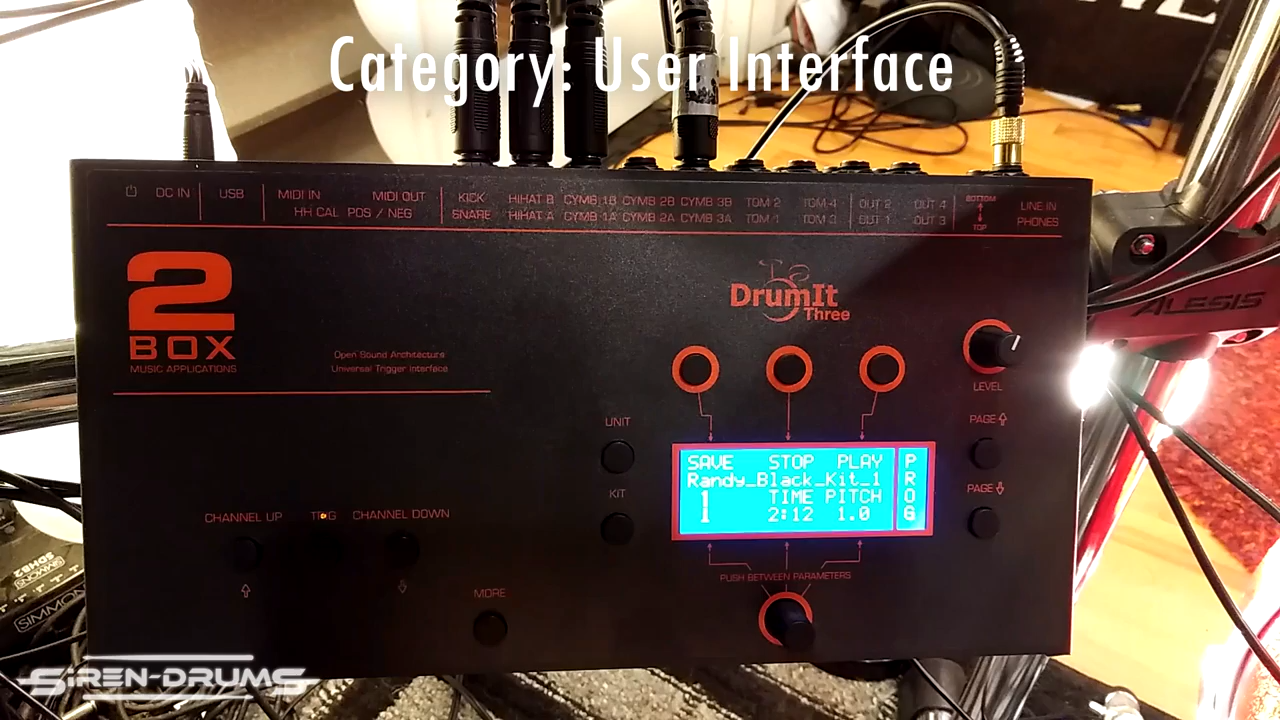 Category: User Interface
DC IN
USB
MIDI IN MIDI OUT
HH CAL POS / NEG
KICK
SNARE
HIHAT B CYMB 1B CYMB 2B CYMB 3B TOM 2 TOM 4
HIHAT A CYMB 1A CYMB 2A CYMB 3A TOM 1 TOM 3
OUT 2 OUT 4
OUT 1 OUT 3
BOTTOM
TOP
LINE IN
PHONES
2
BOX
MUSIC APPLICATIONS
Open Sound Architecture
Universal Trigger Interface
DrumIt
Three
ALESIS
LEVEL
UNIT
KIT
PAGE
PAGE
SAVE STOP PLAY
Randy_Black_Kit_1
1 TIME PITCH
2:12 1.0
PROG
CHANNEL UP TRIG CHANNEL DOWN
PUSH BETWEEN PARAMETERS
MORE
SIMMONS
SDHB2
SIMMON
SiREN-DRUMS